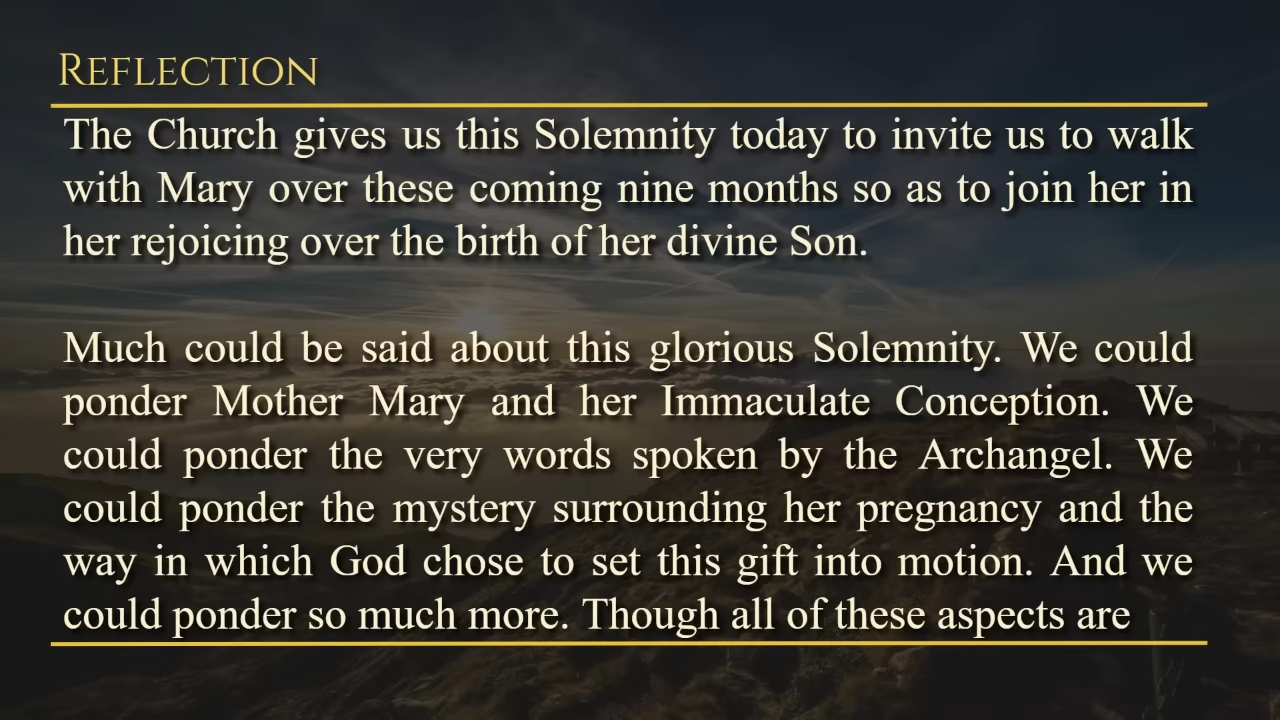 Reflection
The Church gives us this Solemnity today to invite us to walk
with Mary over these coming nine months so as to join her in
her rejoicing over the birth of her divine Son.
Much could be said about this glorious Solemnity. We could
ponder Mother Mary and her Immaculate Conception. We
could ponder the very words spoken by the Archangel. We
could ponder the mystery surrounding her pregnancy and the
way in which God chose to set this gift into motion. And we
could ponder so much more. Though all of these aspects are